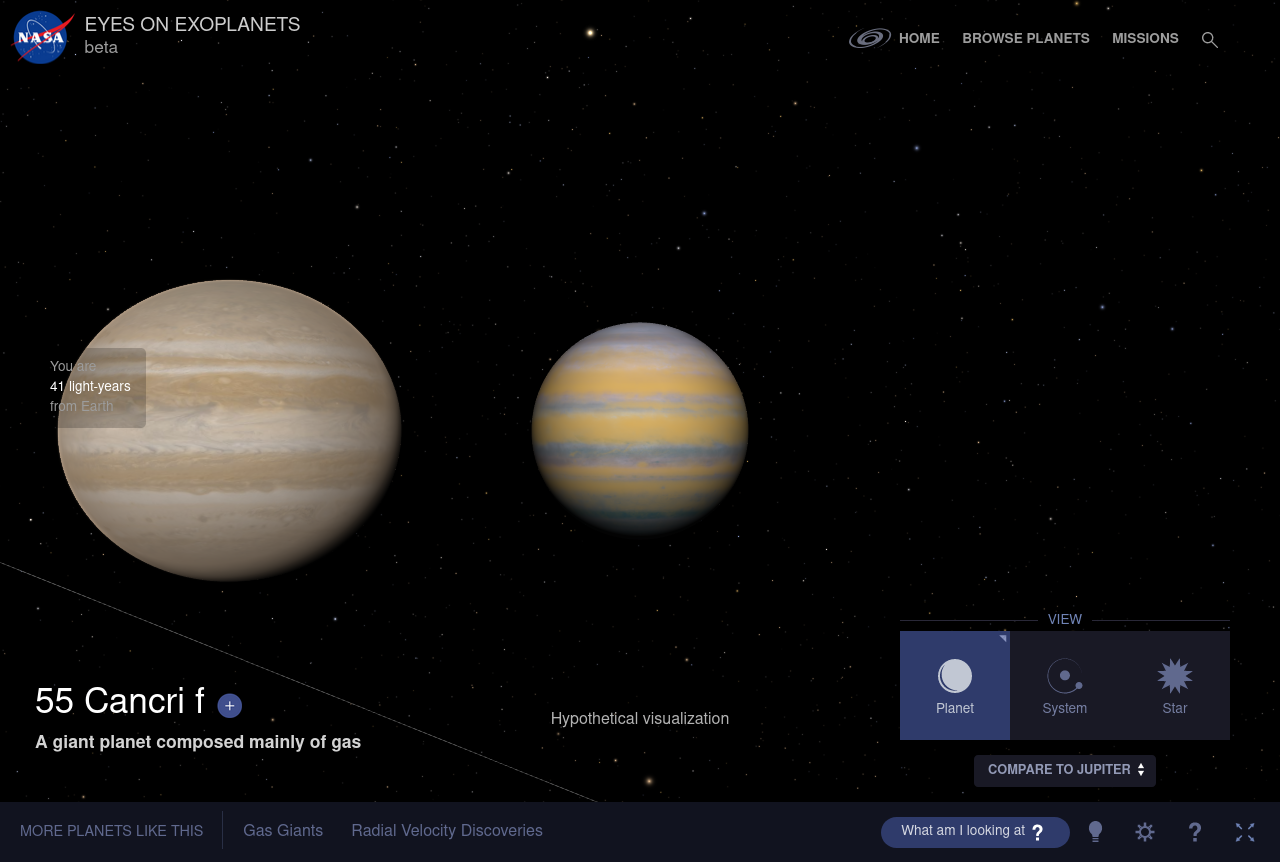 NASA
EYES ON EXOPLANETS
beta
HOME
BROWSE PLANETS
MISSIONS
You are
41 light-years
from Earth
VIEW
Planet
System
Star
55 Cancri f +
A giant planet composed mainly of gas
Hypothetical visualization
COMPARE TO JUPITER
MORE PLANETS LIKE THIS
Gas Giants
Radial Velocity Discoveries
What am I looking at ?
?